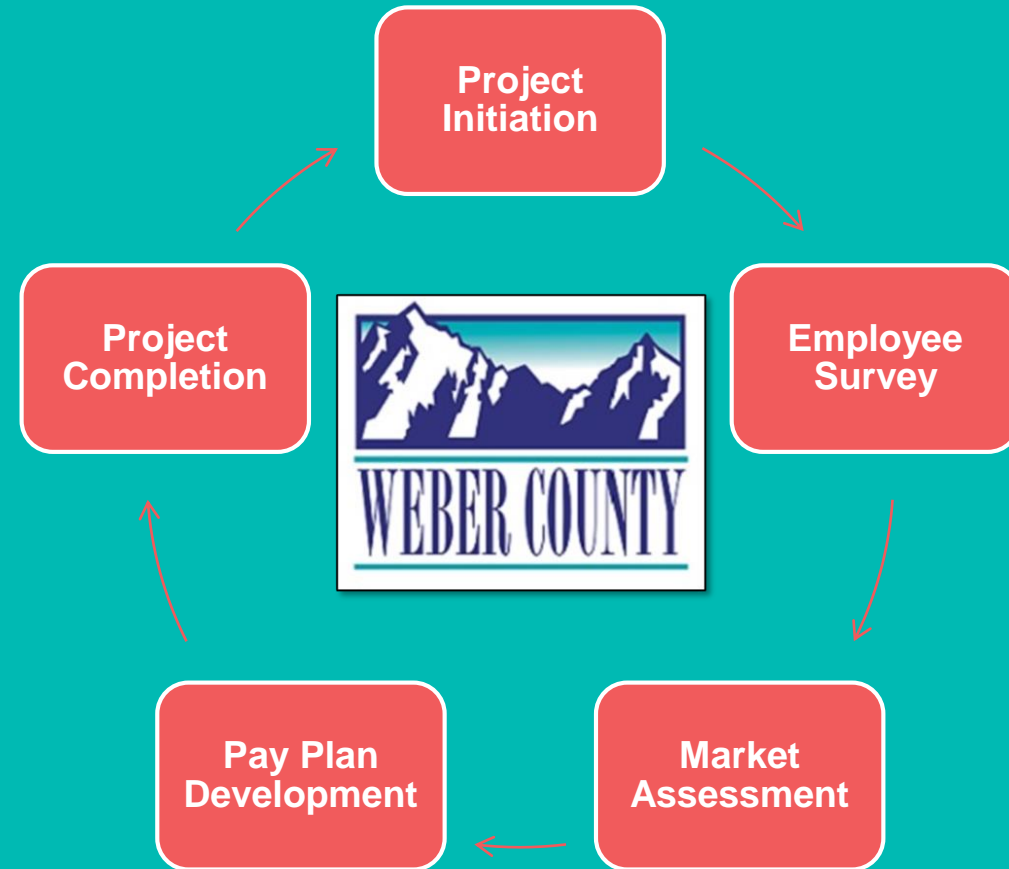 Project
Initiation
Employee
Survey
Market
Assessment
Pay Plan
Development
Project
Completion
WEBER COUNTY